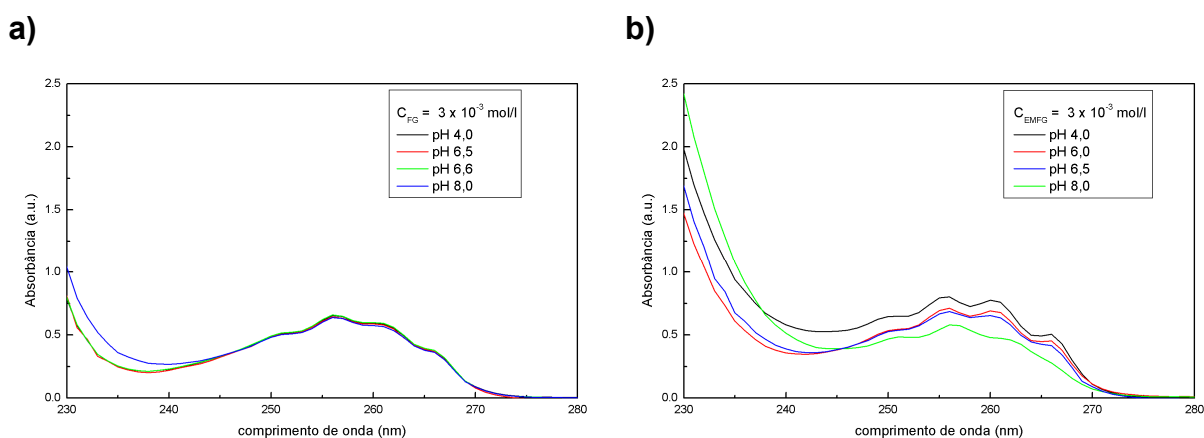 a)
C_FG = 3 x 10^-3 mol/l
pH 4,0
pH 6,5
pH 6,6
pH 8,0
2.5
2.0
1.5
1.0
0.5
0.0
Absorbància (a.u.)
230 240 250 260 270 280
comprimento de onda (nm)
b)
C_EMFG = 3 x 10^-3 mol/l
pH 4,0
pH 6,0
pH 6,5
pH 8,0
2.5
2.0
1.5
1.0
0.5
0.0
Absorbància (a.u.)
230 240 250 260 270 280
comprimento de onda (nm)